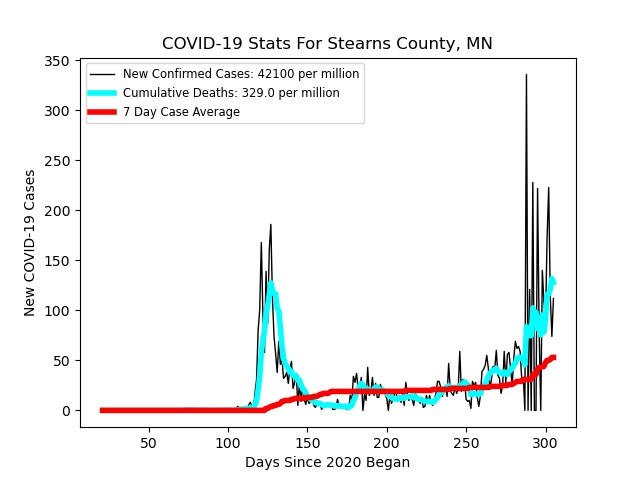 COVID-19 Stats For Stearns County, MN
New Confirmed Cases: 42100 per million
Cumulative Deaths: 329.0 per million
7 Day Case Average
350
300
250
200
150
100
50
0
New COVID-19 Cases
50 100 150 200 250 300
Days Since 2020 Began